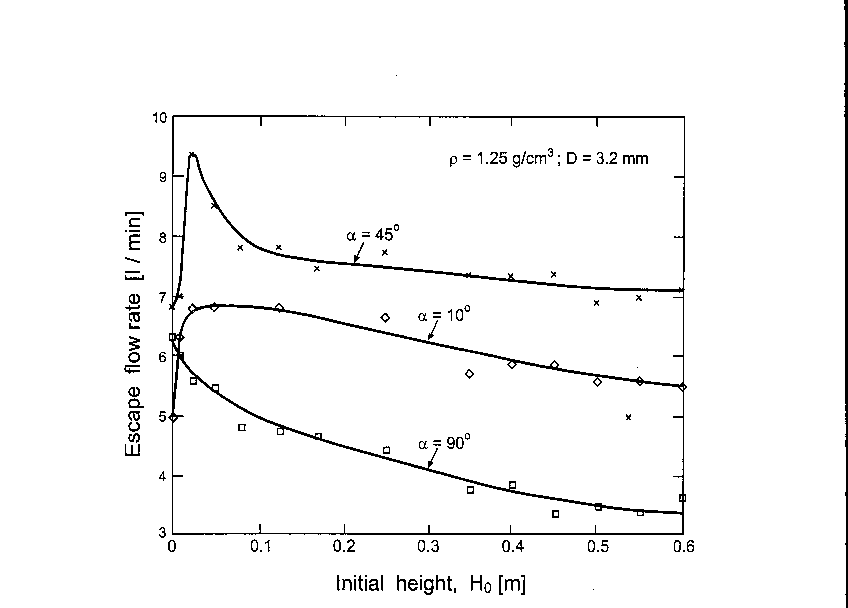 10
9
8
7
6
5
4
3
0
0.1
0.2
0.3
0.4
0.5
0.6
Escape flow rate [l / min]
Initial height, H₀ [m]
ρ = 1.25 g/cm³ ; D = 3.2 mm
α = 45°
α = 10°
α = 90°